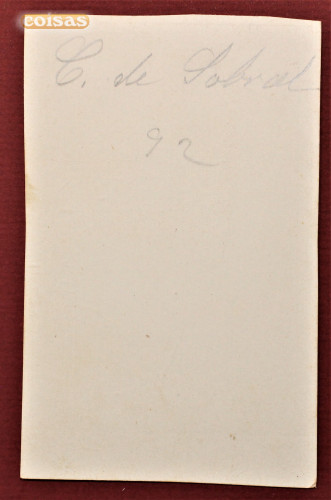 coisas
C. de Sobral
92